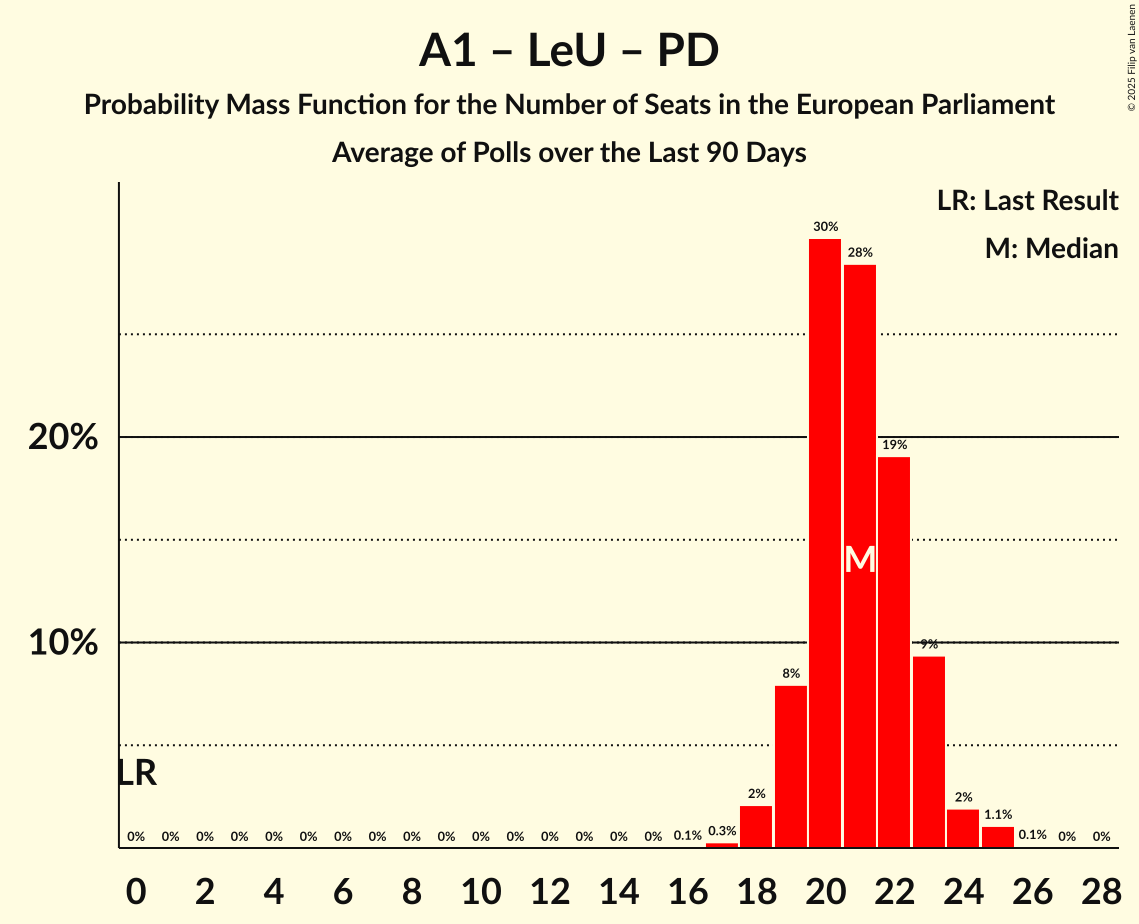 A1 – LeU – PD
Probability Mass Function for the Number of Seats in the European Parliament
Average of Polls over the Last 90 Days
© 2025 Filip van Laenen
LR: Last Result
M: Median
30%
28%
20%
19%
M
10%
9%
8%
LR
2%
2%
1.1%
0% 0% 0% 0% 0% 0% 0% 0% 0% 0% 0% 0% 0% 0% 0% 0% 0.1% 0.3% 0.1% 0% 0%
0 2 4 6 8 10 12 14 16 18 20 22 24 26 28